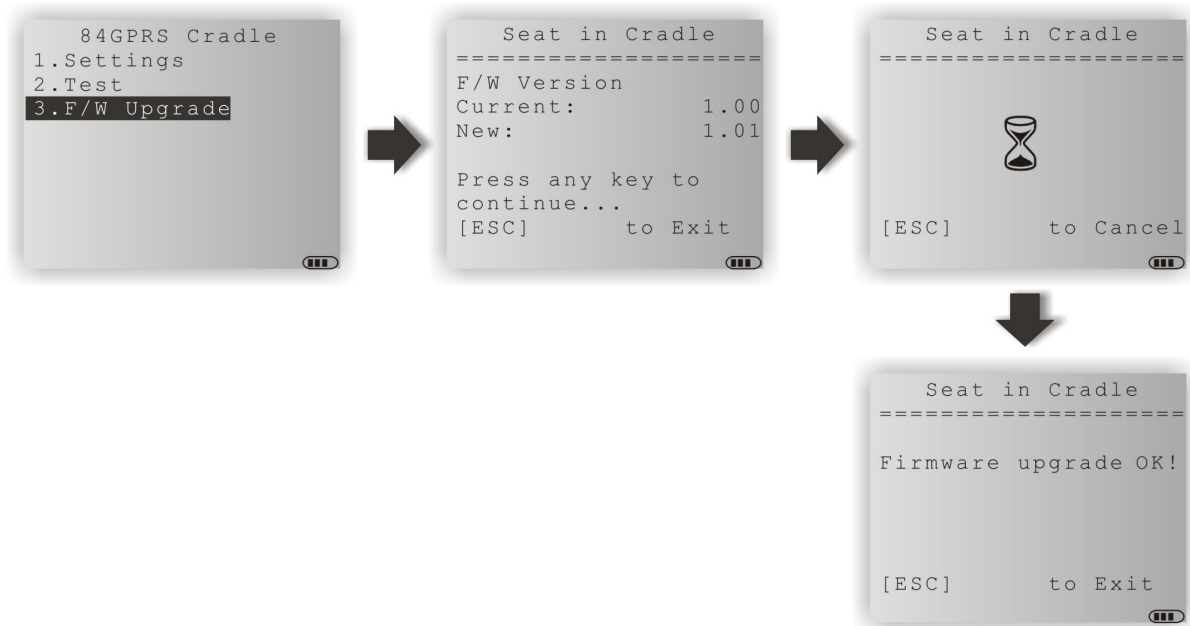 84GPRS Cradle
1.Settings
2.Test
3.F/W Upgrade
Seat in Cradle
====================
F/W Version
Current: 1.00
New: 1.01
Press any key to
continue...
[ESC] to Exit
Seat in Cradle
====================
[ESC] to Cancel
Seat in Cradle
====================
Firmware upgrade OK!
[ESC] to Exit